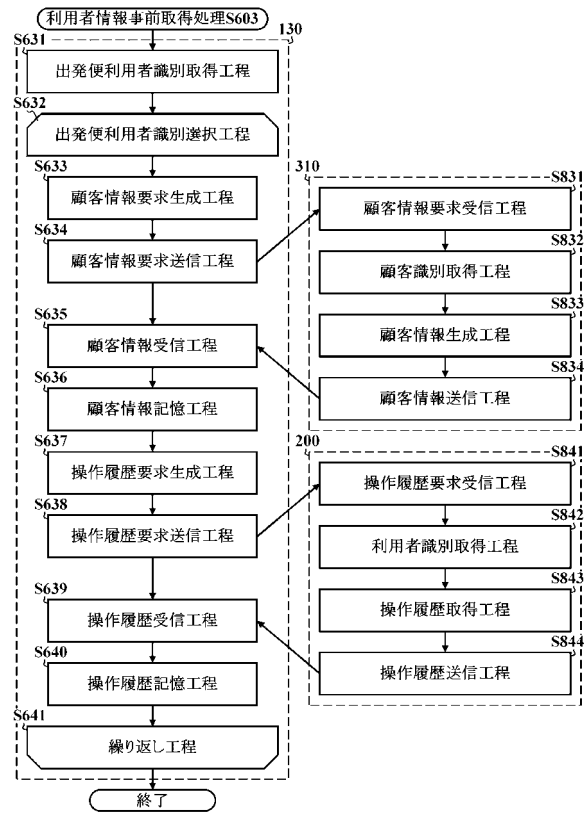 利用者情報事前取得処理S603
130
S631
出発便利用者識別取得工程
S632
出発便利用者識別選択工程
S633
顧客情報要求生成工程
S634
顧客情報要求送信工程
S635
顧客情報受信工程
S636
顧客情報記憶工程
S637
操作履歴要求生成工程
S638
操作履歴要求送信工程
S639
操作履歴受信工程
S640
操作履歴記憶工程
S641
繰り返し工程
終了
310
S831
顧客情報要求受信工程
S832
顧客識別取得工程
S833
顧客情報生成工程
S834
顧客情報送信工程
200
S841
操作履歴要求受信工程
S842
利用者識別取得工程
S843
操作履歴取得工程
S844
操作履歴送信工程